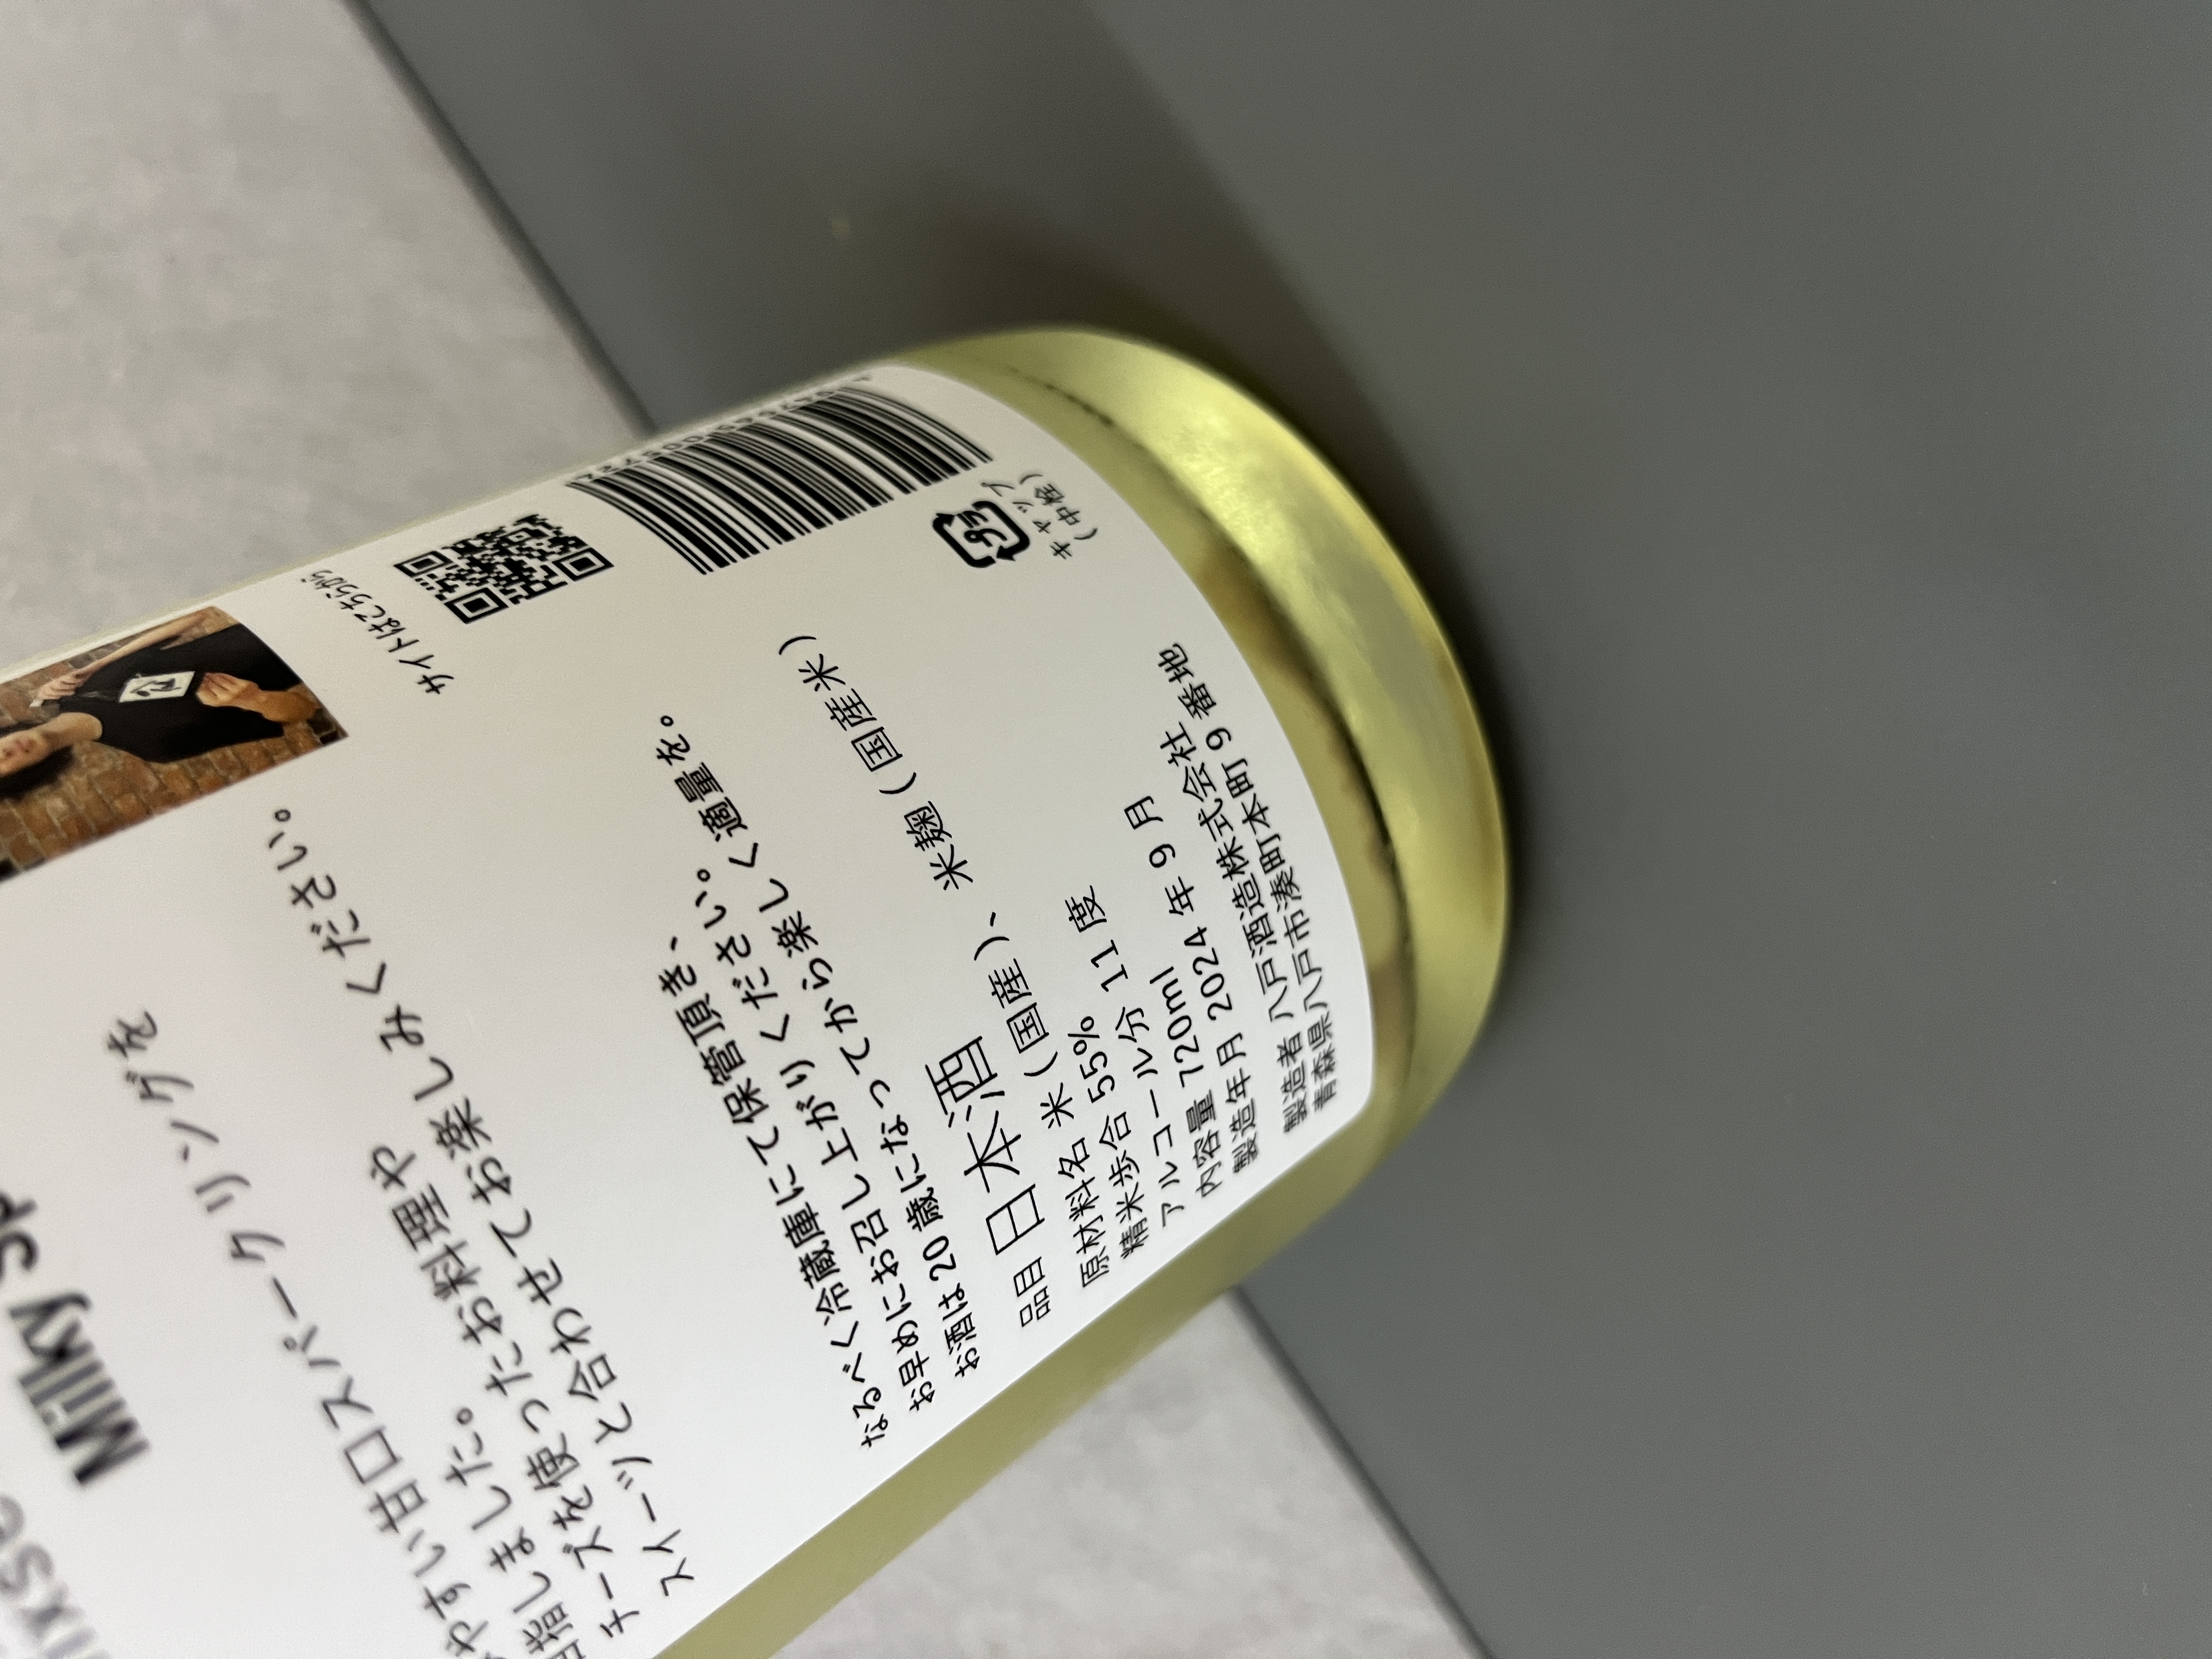 Milky Sp
やすい甘口スパークリングを
目指しました。
チーズを使ったお料理や
スイーツと合わせてお楽しみください。
サイトはこちらから
なるべく冷蔵庫にて保管頂き、
お早めにお召し上がりください。
お酒は20歳になってから楽しく適量を。
品目 日本酒
原材料名 米(国産)、米麹(国産米)
精米歩合 55%
アルコール分 11度
内容量 720ml
製造年月 2024年9月
製造者 八戸酒造株式会社
青森県八戸市湊町本町9番地
プラ
キャップ
(中栓)